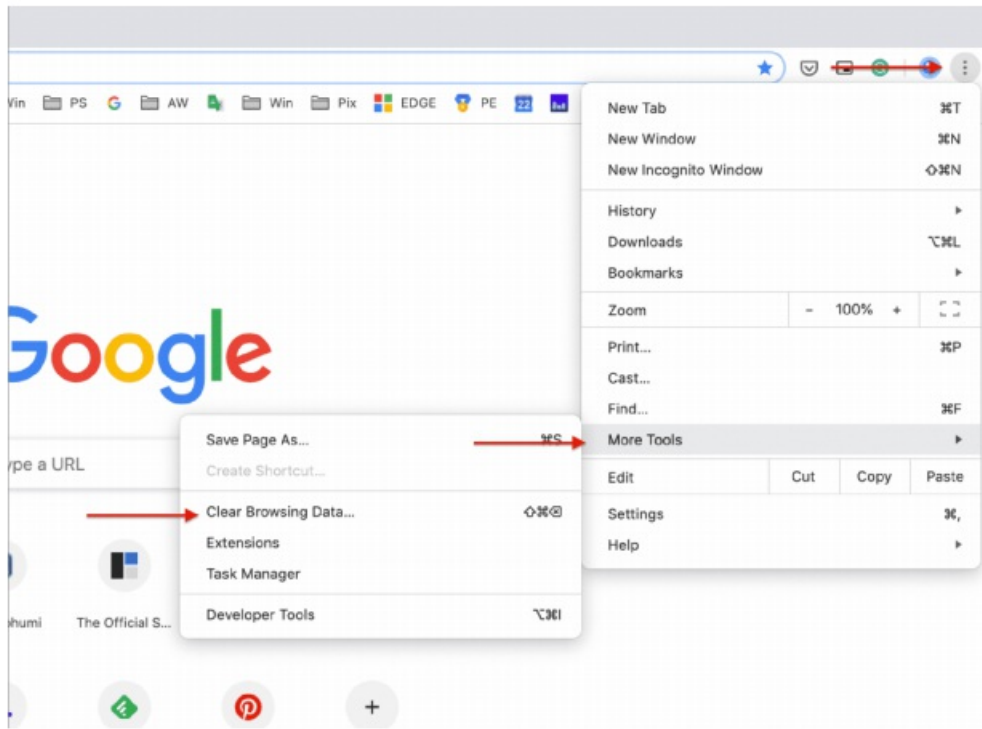 PS
AW
Win
Pix
EDGE
PE
22
New Tab ⌘T
New Window ⌘N
New Incognito Window ⇧⌘N
History
Downloads ⌥⌘L
Bookmarks
Zoom - 100% +
Print... ⌘P
Cast...
Find... ⌘F
More Tools
Edit Cut Copy Paste
Settings ⌘,
Help
Google
ype a URL
Save Page As... ⌘S
Create Shortcut...
Clear Browsing Data... ⇧⌘⌫
Extensions
Task Manager
Developer Tools ⌥⌘I
The Official S...